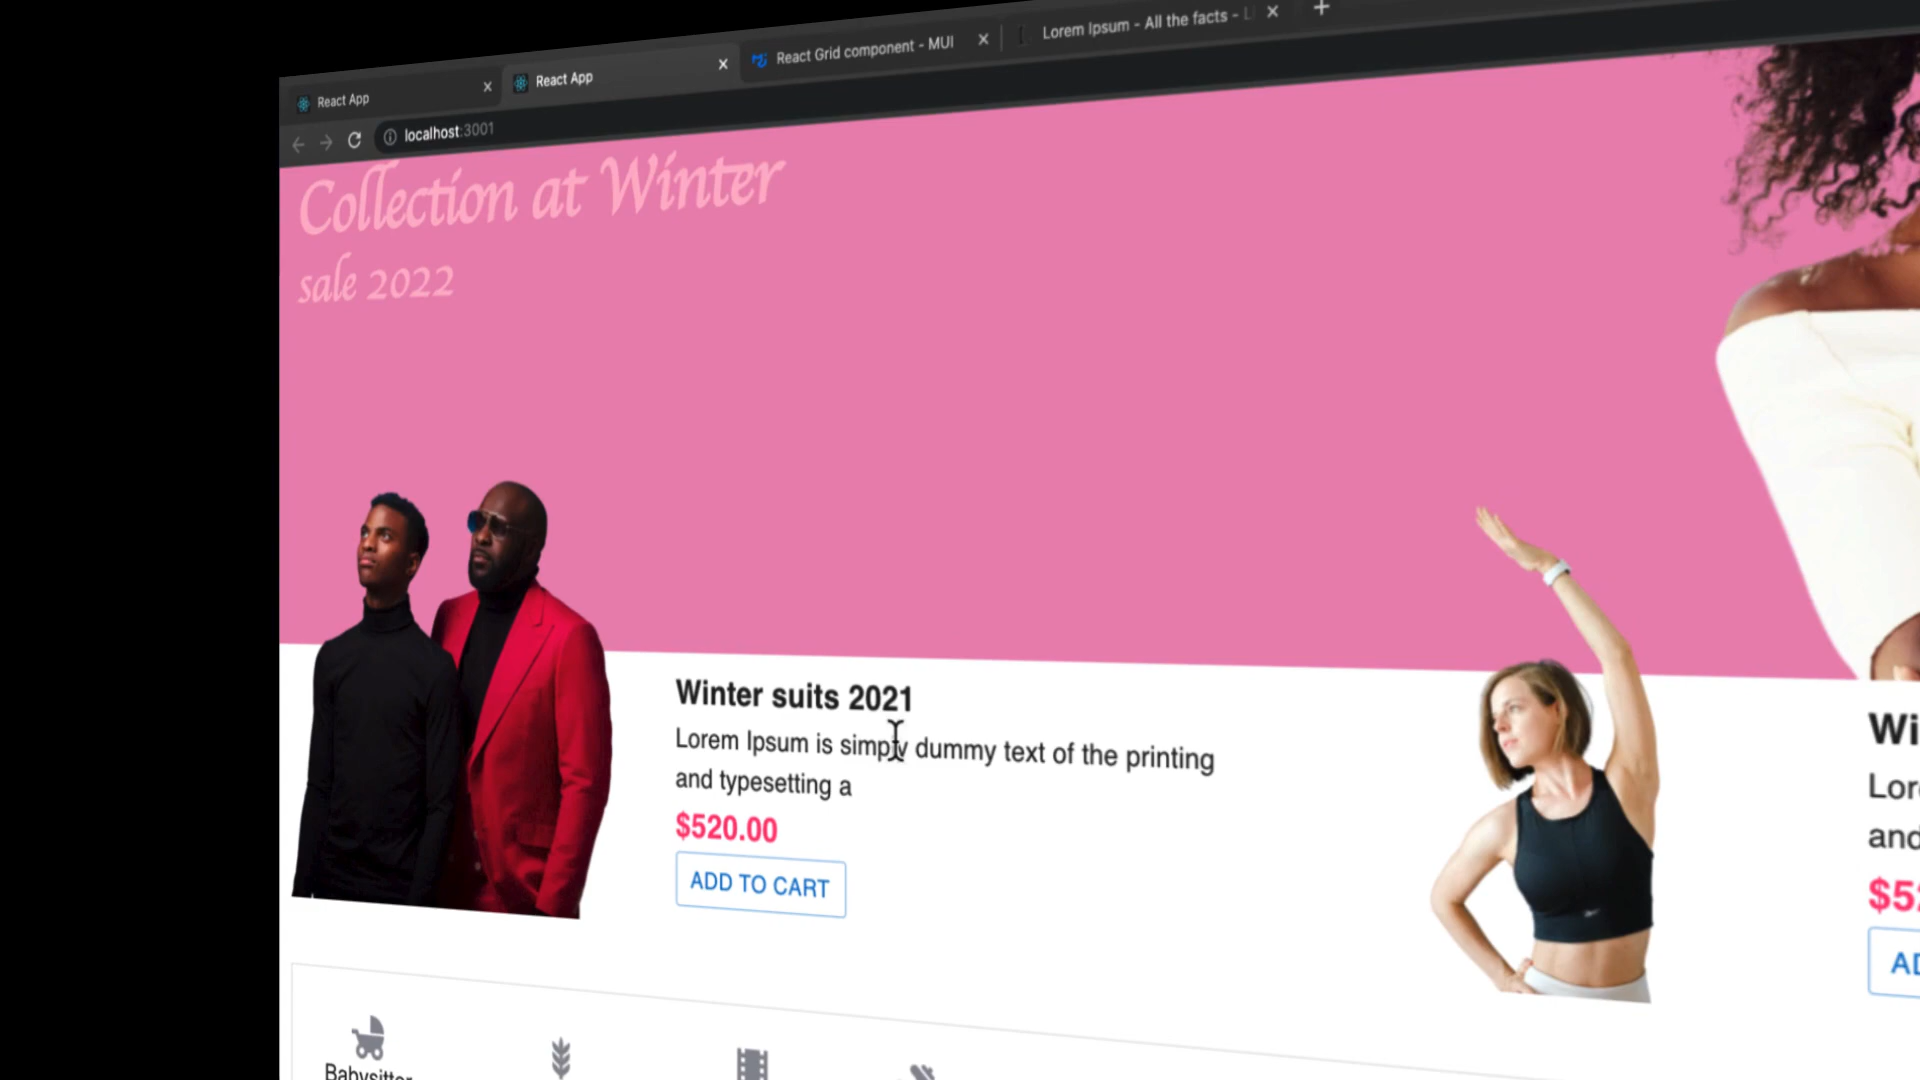 React App
React App
React Grid component - MUI
Lorem Ipsum - All the facts -
localhost:3001
Collection at Winter
sale 2022
Winter suits 2021
Lorem Ipsum is simply dummy text of the printing
and typesetting a
$520.00
ADD TO CART
Babysitter